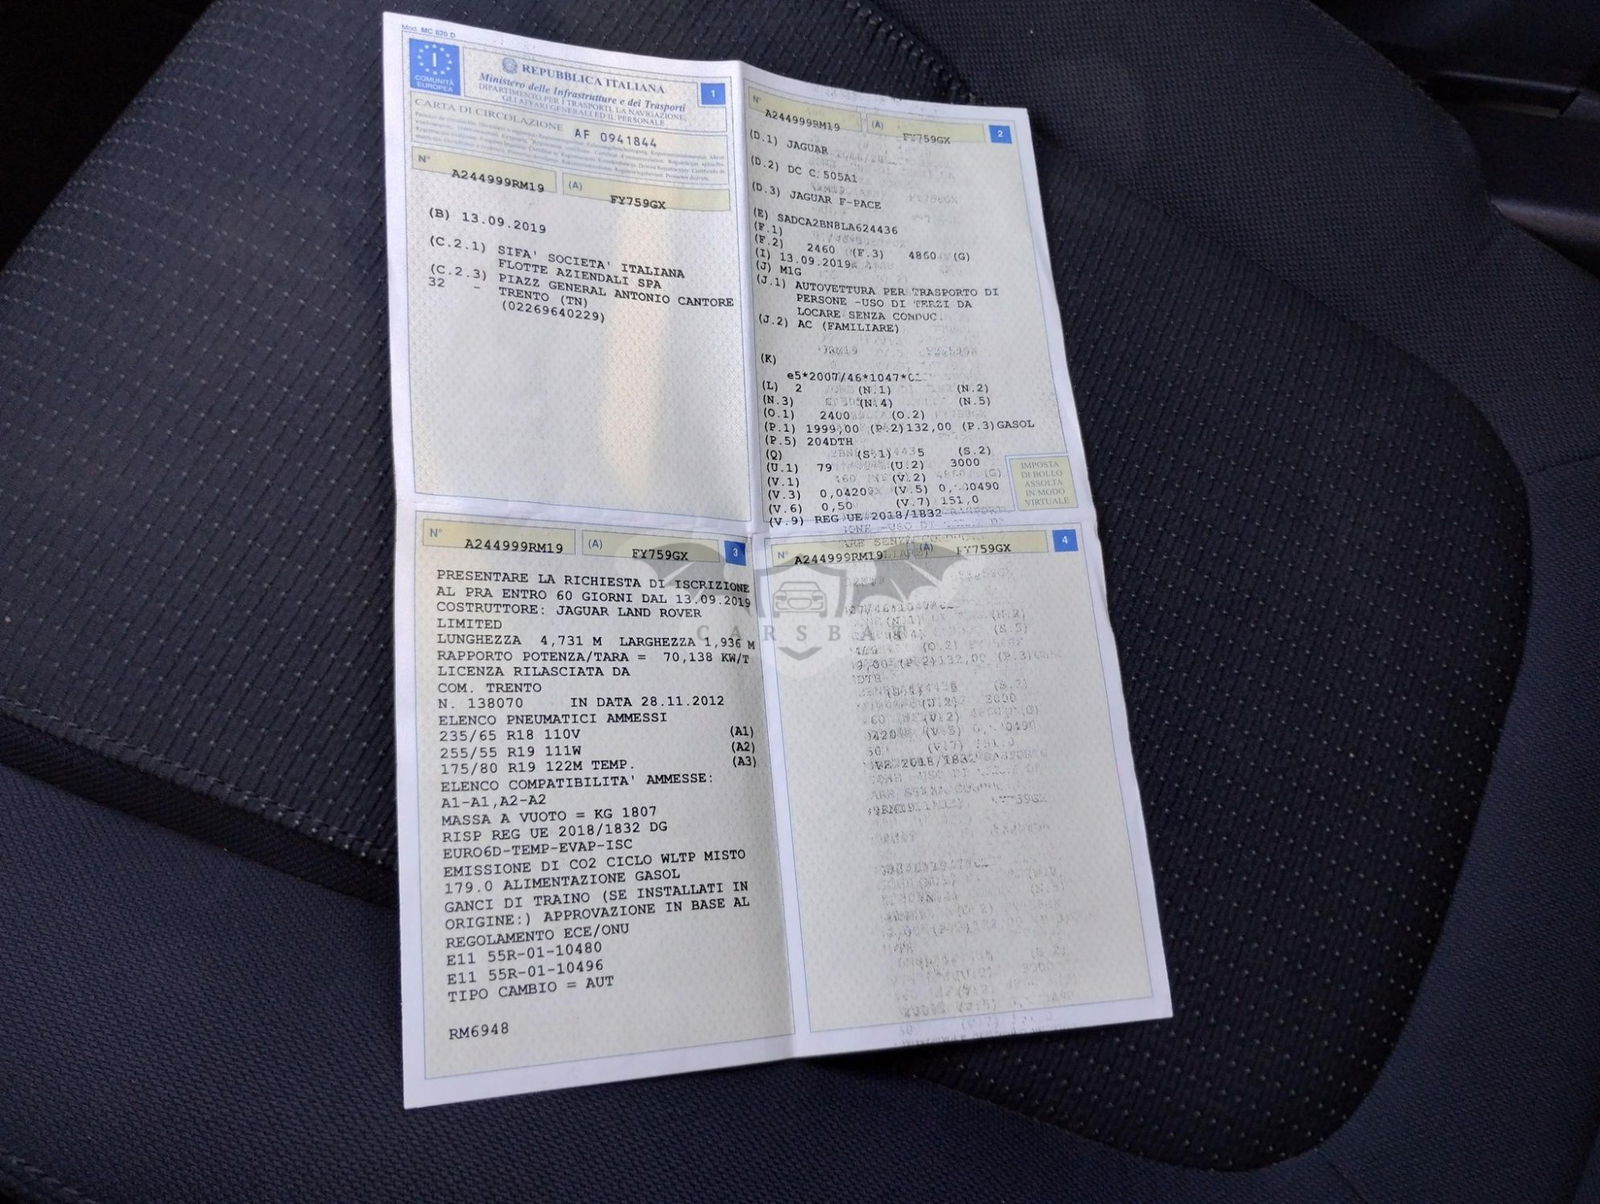 Mod. MC 820 D
I
COMUNITÀ
EUROPEA
REPUBBLICA ITALIANA
Ministero delle Infrastrutture e dei Trasporti
DIPARTIMENTO PER I TRASPORTI, LA NAVIGAZIONE,
GLI AFFARI GENERALI ED IL PERSONALE
1
CARTA DI CIRCOLAZIONE AF 0941844
N° A244999RM19 (A) FY759GX
(B) 13.09.2019
(C.2.1) SIFA' SOCIETA' ITALIANA
FLOTTE AZIENDALI SPA
(C.2.3) PIAZZ GENERAL ANTONIO CANTORE
32 - TRENTO (TN)
(02269640229)
N° A244999RM19 (A) FY759GX 2
(D.1) JAGUAR
(D.2) DC C.505A1
(D.3) JAGUAR F-PACE
(E) SADCA2BN8LA624436
(F.1)
(F.2) 2460 (F.3) 4860 (G)
(I) 13.09.2019
(J) M1G
(J.1) AUTOVETTURA PER TRASPORTO DI
PERSONE -USO DI TERZI DA
LOCARE SENZA CONDUC.
(J.2) AC (FAMILIARE)
(K)
e5*2007/46*1047*
(L) 2 (N.1) (N.2)
(N.3) (N.4) (N.5)
(O.1) 2400 (O.2)
(P.1) 1999,00 (P.2)132,00 (P.3)GASOL
(P.5) 204DTH
(Q) (S.1) 5 (S.2)
(U.1) 79 (U.2) 3000
(V.1) (V.2)
(V.3) 0,0420 (V.5)
(V.6) 0,50 (V.7) 151,0
(V.9) REG UE 2018/1832
IMPOSTA
DI BOLLO
ASSOLTA
IN MODO
VIRTUALE
N° A244999RM19 (A) FY759GX 3
PRESENTARE LA RICHIESTA DI ISCRIZIONE
AL PRA ENTRO 60 GIORNI DAL 13.09.2019
COSTRUTTORE: JAGUAR LAND ROVER
LIMITED
LUNGHEZZA 4,731 M LARGHEZZA 1,936 M
RAPPORTO POTENZA/TARA = 70,138 KW/T
LICENZA RILASCIATA DA
COM. TRENTO
N. 138070 IN DATA 28.11.2012
ELENCO PNEUMATICI AMMESSI
235/65 R18 110V (A1)
255/55 R19 111W (A2)
175/80 R19 122M TEMP. (A3)
ELENCO COMPATIBILITA' AMMESSE:
A1-A1,A2-A2
MASSA A VUOTO = KG 1807
RISP REG UE 2018/1832 DG
EURO6D-TEMP-EVAP-ISC
EMISSIONE DI CO2 CICLO WLTP MISTO
179.0 ALIMENTAZIONE GASOL
GANCI DI TRAINO (SE INSTALLATI IN
ORIGINE:) APPROVAZIONE IN BASE AL
REGOLAMENTO ECE/ONU
E11 55R-01-10480
E11 55R-01-10496
TIPO CAMBIO = AUT
RM6948
N° A244999RM19 (A) FY759GX 4
CARSBAT